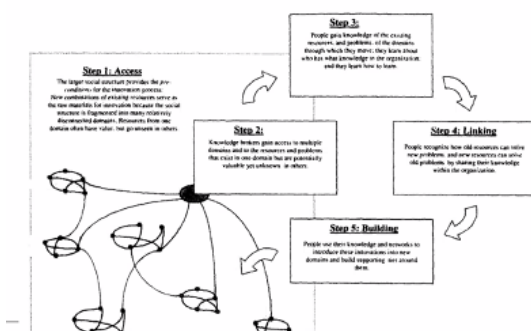 Step 1: Access
The larger social structure provides the pre-
conditions for the innovation process:
New combinations of existing resources serve as
the raw materials for innovation because the social
structure is fragmented into many relatively
disconnected domains. Resources from one
domain often have value, but go unseen in others
Step 2:
Knowledge brokers gain access to multiple
domains and to the resources and problems
that exist in one domain but are potentially
valuable yet unknown in others.
Step 3:
People gain knowledge of the existing
resources, and problems, of the domains
through which they move; they learn about
who has what knowledge in the organization;
and they learn how to learn.
Step 4: Linking
People recognize how old resources can solve
new problems, and new resources can solve
old problems, by sharing their knowledge
within the organization.
Step 5: Building
People use their knowledge and networks to
introduce these innovations into new
domains and build supporting around
them.